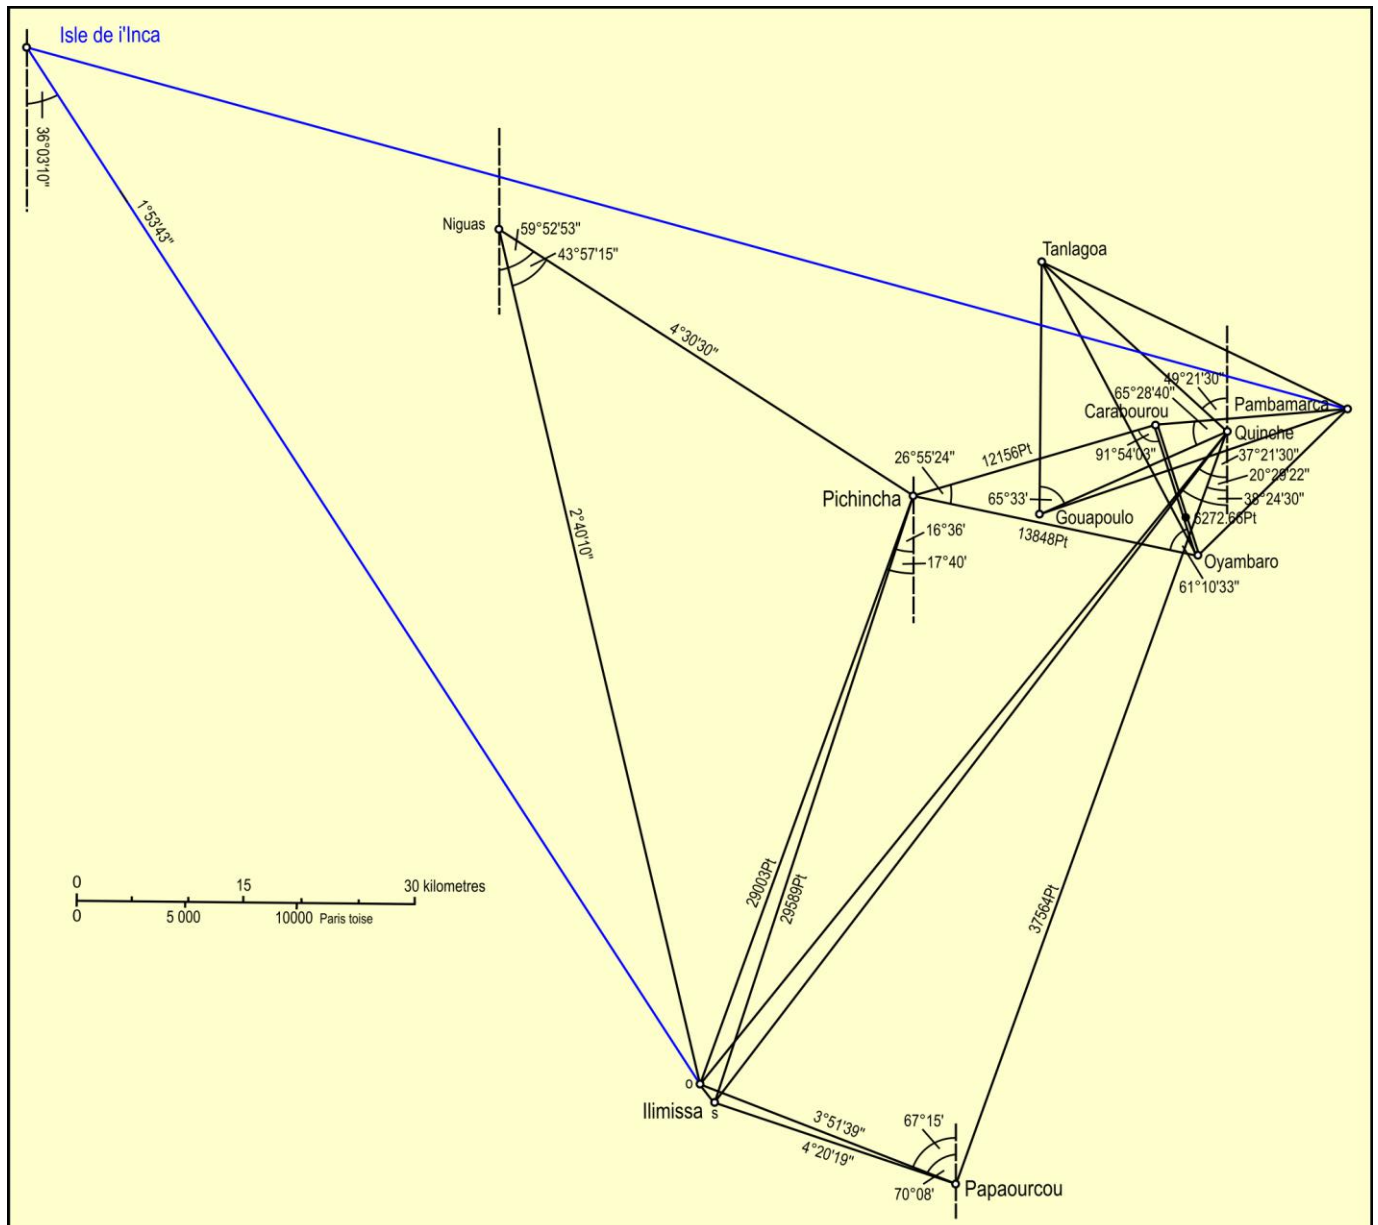 Isle de i'Inca
36°03'10"
1°53'43"
Niguas
59°52'53"
43°57'15"
Tanlagoa
4°30'30"
49°21'30"
65°28'40"
Pambamarca
Carabourou
Quinche
12156Pt
91°54'03"
37°21'30"
26°55'24"
20°29'22"
Pichincha
65°33'
38°24'30"
Gouapoulo
6272.66Pt
13848Pt
16°36'
2°40'10"
17°40'
Oyambaro
61°10'33"
29003Pt
29589Pt
37564Pt
0 15 30 kilometres
0 5 000 10000 Paris toise
o
Ilimissa s
3°51'39"
67°15'
4°20'19"
70°08'
Papaourcou